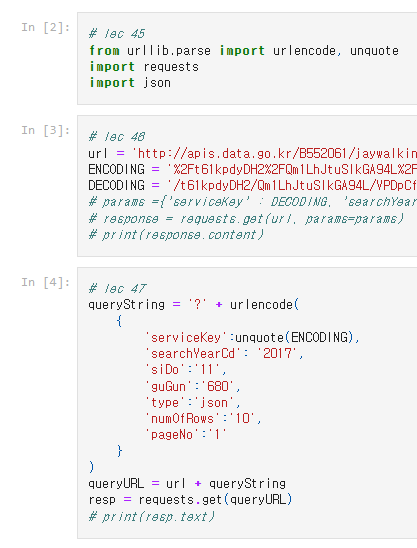 In [2]:
# lec 45
from urllib.parse import urlencode, unquote
import requests
import json
In [3]:
# lec 46
url = 'http://apis.data.go.kr/B552061/jaywalkin
ENCODING = '%2Ft61kpdyDH2%2FQm1LhJtuSIkGA94L%2F
DECODING = '/t61kpdyDH2/Qm1LhJtuSIkGA94L/VPDpCf
# params ={'serviceKey' : DECODING, 'searchYear
# response = requests.get(url, params=params)
# print(response.content)
In [4]:
# lec 47
queryString = '?' + urlencode(
{
'serviceKey':unquote(ENCODING),
'searchYearCd': '2017',
'siDo':'11',
'guGun':'680',
'type':'json',
'numOfRows':'10',
'pageNo':'1'
}
)
queryURL = url + queryString
resp = requests.get(queryURL)
# print(resp.text)